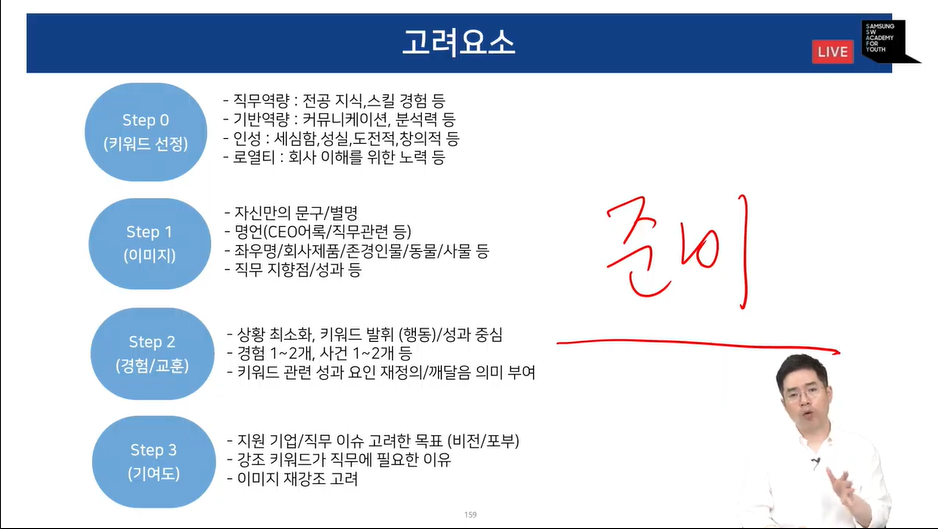 고려요소
LIVE
SAMSUNG
SW
ACADEMY
FOR
YOUTH
Step 0
(키워드 선정)
- 직무역량 : 전공 지식,스킬 경험 등
- 기반역량 : 커뮤니케이션, 분석력 등
- 인성 : 세심함,성실,도전적,창의적 등
- 로열티 : 회사 이해를 위한 노력 등
Step 1
(이미지)
- 자신만의 문구/별명
- 명언(CEO어록/직무관련 등)
- 좌우명/회사제품/존경인물/동물/사물 등
- 직무 지향점/성과 등
준비
Step 2
(경험/교훈)
- 상황 최소화, 키워드 발휘 (행동)/성과 중심
- 경험 1~2개, 사건 1~2개 등
- 키워드 관련 성과 요인 재정의/깨달음 의미 부여
Step 3
(기여도)
- 지원 기업/직무 이슈 고려한 목표 (비전/포부)
- 강조 키워드가 직무에 필요한 이유
- 이미지 재강조 고려
159